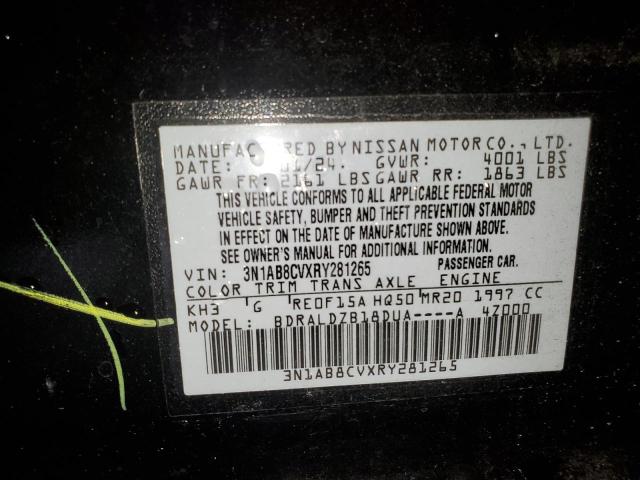 MANUFACTURED BY NISSAN MOTOR CO., LTD.
DATE: 01/24. GVWR: 4001 LBS
GAWR FR: 2161 LBS GAWR RR: 1863 LBS
THIS VEHICLE CONFORMS TO ALL APPLICABLE FEDERAL MOTOR
VEHICLE SAFETY, BUMPER AND THEFT PREVENTION STANDARDS
IN EFFECT ON THE DATE OF MANUFACTURE SHOWN ABOVE.
SEE OWNER'S MANUAL FOR ADDITIONAL INFORMATION.
VIN: 3N1AB8CVXRY281265 PASSENGER CAR.
COLOR TRIM TRANS AXLE ENGINE
KH3 G RE0F15A HQ50 MR20 1997 CC
MODEL: BDRALDZB18DUA----A 4Z000
3N1AB8CVXRY281265